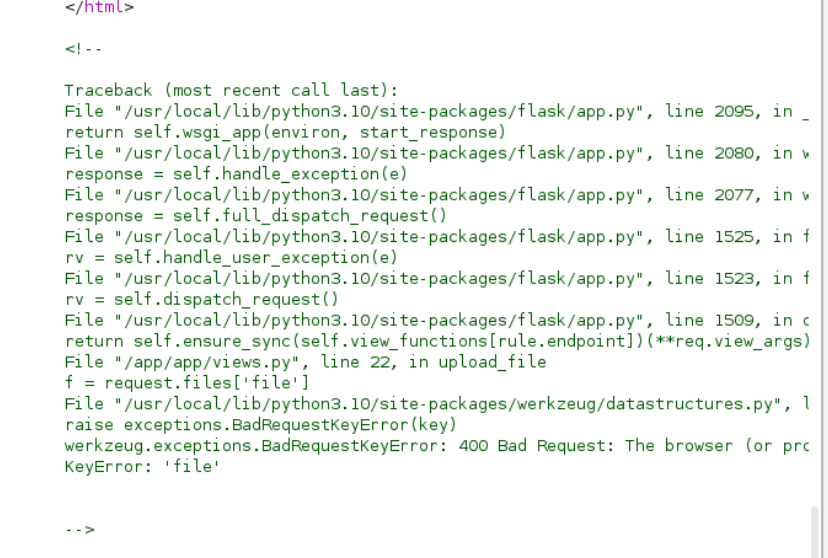 </html>
<!--
Traceback (most recent call last):
File "/usr/local/lib/python3.10/site-packages/flask/app.py", line 2095, in _
return self.wsgi_app(environ, start_response)
File "/usr/local/lib/python3.10/site-packages/flask/app.py", line 2080, in w
response = self.handle_exception(e)
File "/usr/local/lib/python3.10/site-packages/flask/app.py", line 2077, in w
response = self.full_dispatch_request()
File "/usr/local/lib/python3.10/site-packages/flask/app.py", line 1525, in f
rv = self.handle_user_exception(e)
File "/usr/local/lib/python3.10/site-packages/flask/app.py", line 1523, in f
rv = self.dispatch_request()
File "/usr/local/lib/python3.10/site-packages/flask/app.py", line 1509, in d
return self.ensure_sync(self.view_functions[rule.endpoint])(**req.view_args)
File "/app/app/views.py", line 22, in upload_file
f = request.files['file']
File "/usr/local/lib/python3.10/site-packages/werkzeug/datastructures.py", l
raise exceptions.BadRequestKeyError(key)
werkzeug.exceptions.BadRequestKeyError: 400 Bad Request: The browser (or pro
KeyError: 'file'
-->